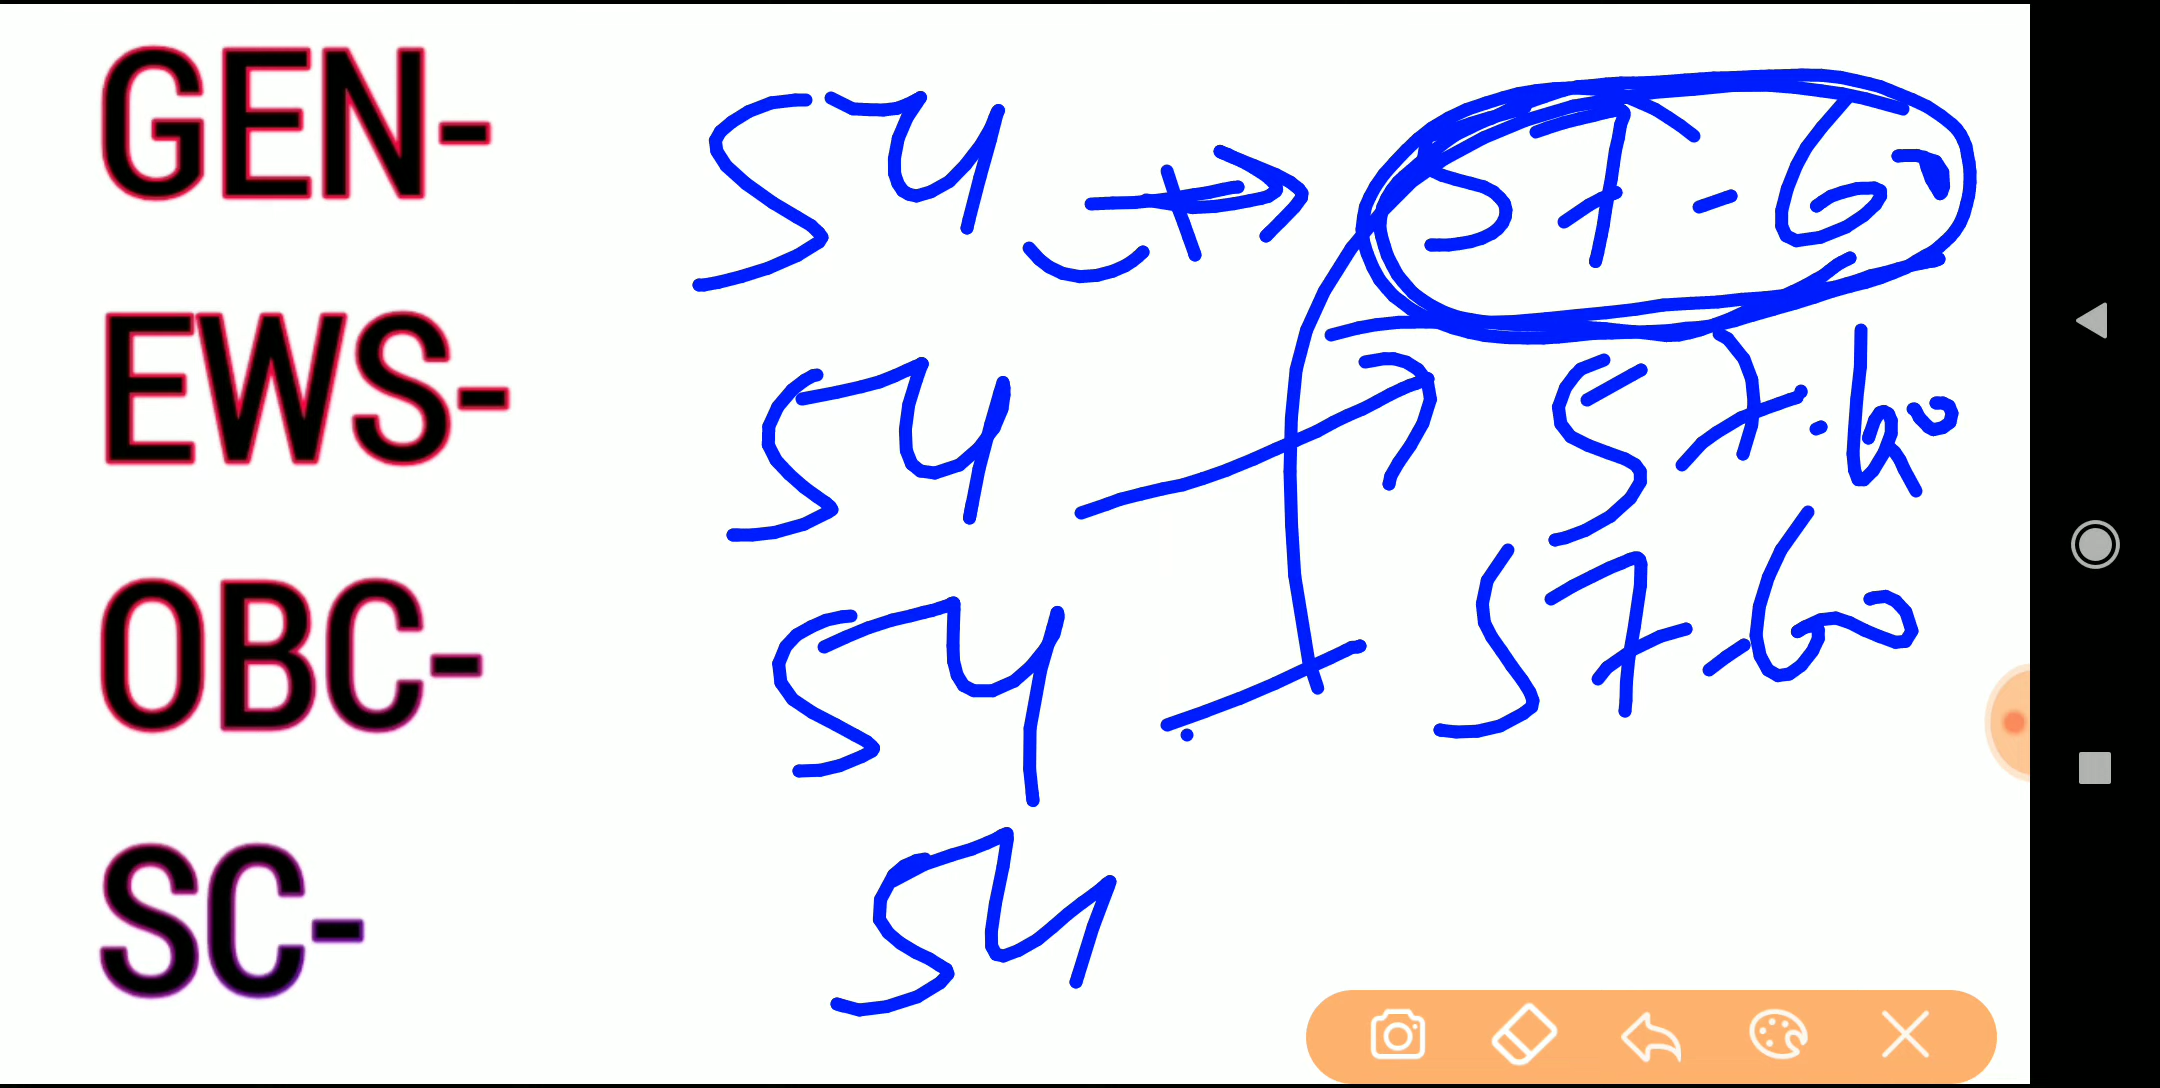 GEN- 54 → 57-60
EWS- 54 57-60
OBC- 54 57-60
SC- 54